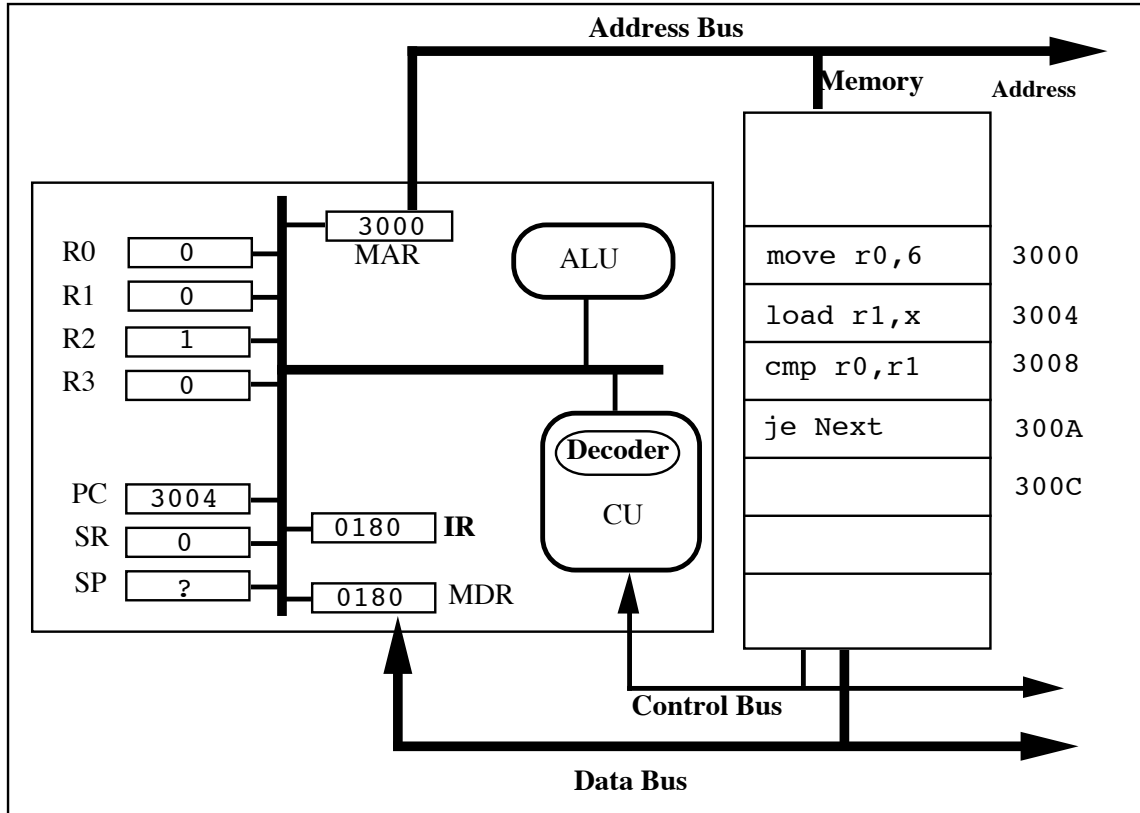 Address Bus
Memory
Address
3000
MAR
R0 0
R1 0
R2 1
R3 0
ALU
Decoder
CU
PC 3004
SR 0
SP ?
0180 IR
0180 MDR
move r0,6 3000
load r1,x 3004
cmp r0,r1 3008
je Next 300A
300C
Control Bus
Data Bus